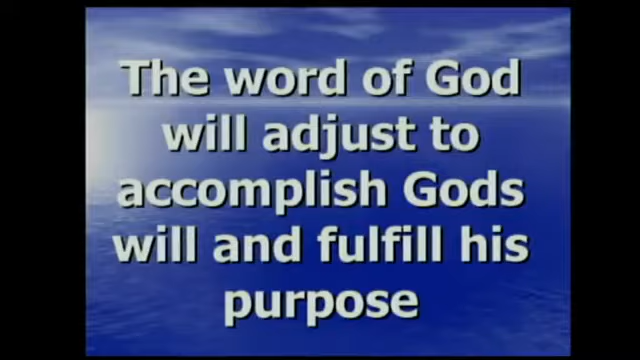 The word of God
will adjust to
accomplish Gods
will and fulfill his
purpose